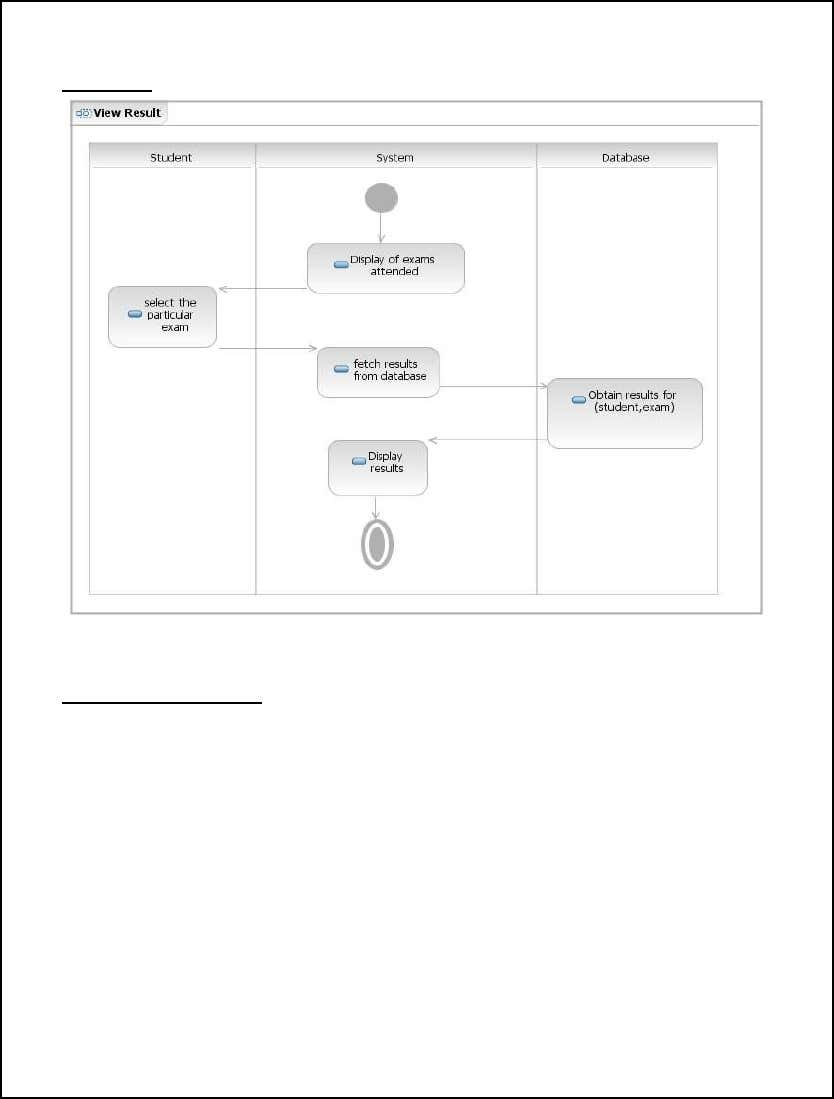 View Result
Student
System
Database
Display of exams
attended
select the
particular
exam
fetch results
from database
Obtain results for
(student,exam)
Display
results